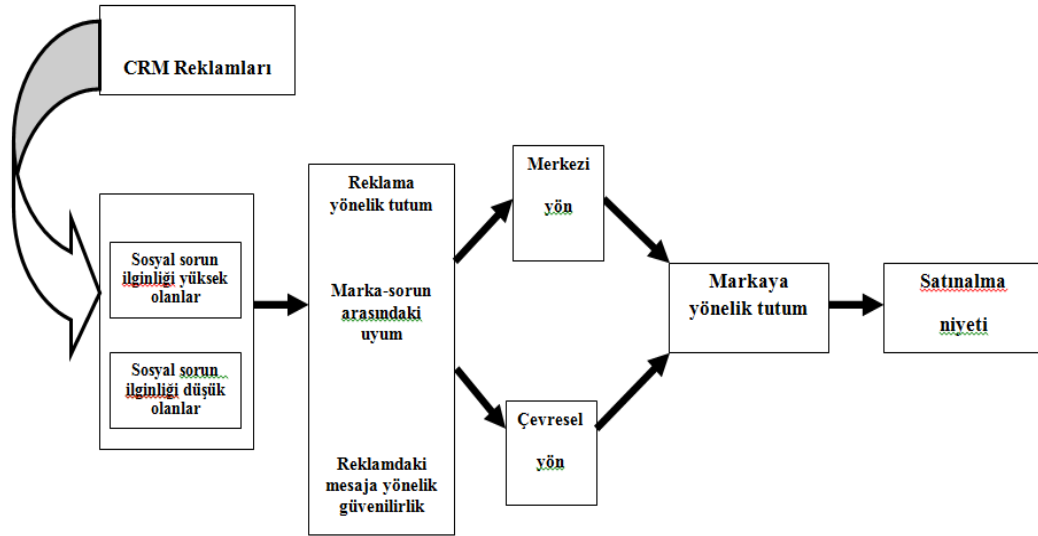 CRM Reklamları
Sosyal sorun
ilginliği yüksek
olanlar
Sosyal sorun
ilginliği düşük
olanlar
Reklama
yönelik tutum
Marka-sorun
arasındaki
uyum
Reklamdaki
mesaja yönelik
güvenilirlik
Merkezi
yön
Çevresel
yön
Markaya
yönelik tutum
Satınalma
niyeti